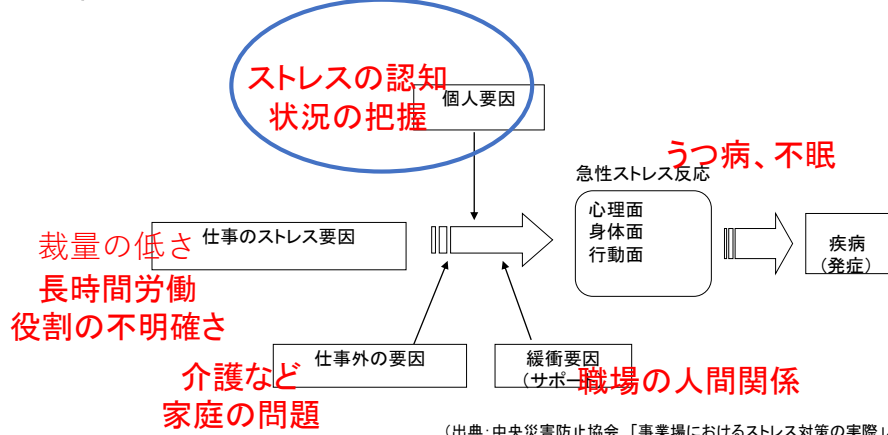 ストレスの認知
状況の把握
個人要因
うつ病、不眠
急性ストレス反応
心理面
身体面
行動面
裁量の低さ
仕事のストレス要因
長時間労働
役割の不明確さ
疾病
（発症）
仕事外の要因
介護など
家庭の問題
緩衝要因
（サポー
職場の人間関係
（出典：中央災害防止協会 「事業場におけるストレス対策の実際」